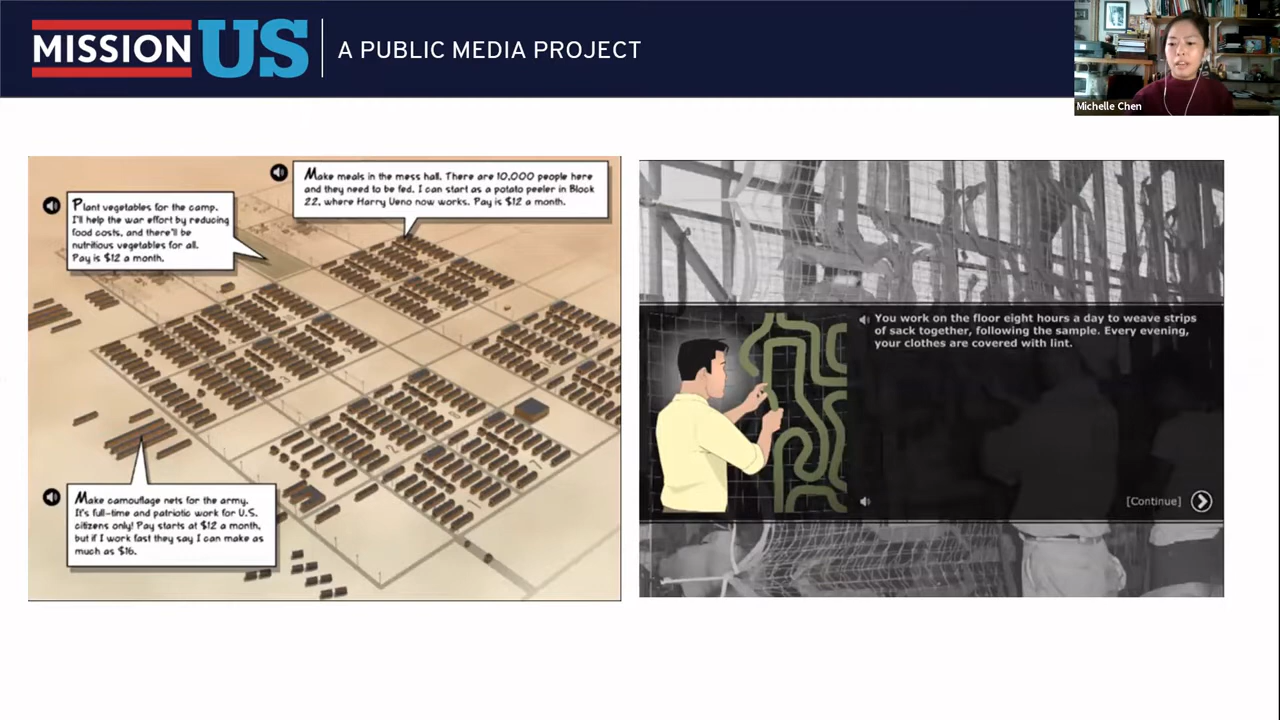 MISSION US
A PUBLIC MEDIA PROJECT
Michelle Chen
Plant vegetables for the camp.
I'll help the war effort by reducing
food costs, and there'll be
nutritious vegetables for all.
Pay is $12 a month.
Make meals in the mess hall. There are 10,000 people here
and they need to be fed. I can start as a potato peeler in Block
22, where Harry Ueno now works. Pay is $12 a month.
Make camouflage nets for the army.
It's full-time and patriotic work for U.S.
citizens only! Pay starts at $12 a month,
but if I work fast they say I can make as
much as $16.
You work on the floor eight hours a day to weave strips
of sack together, following the sample. Every evening,
your clothes are covered with lint.
[Continue]